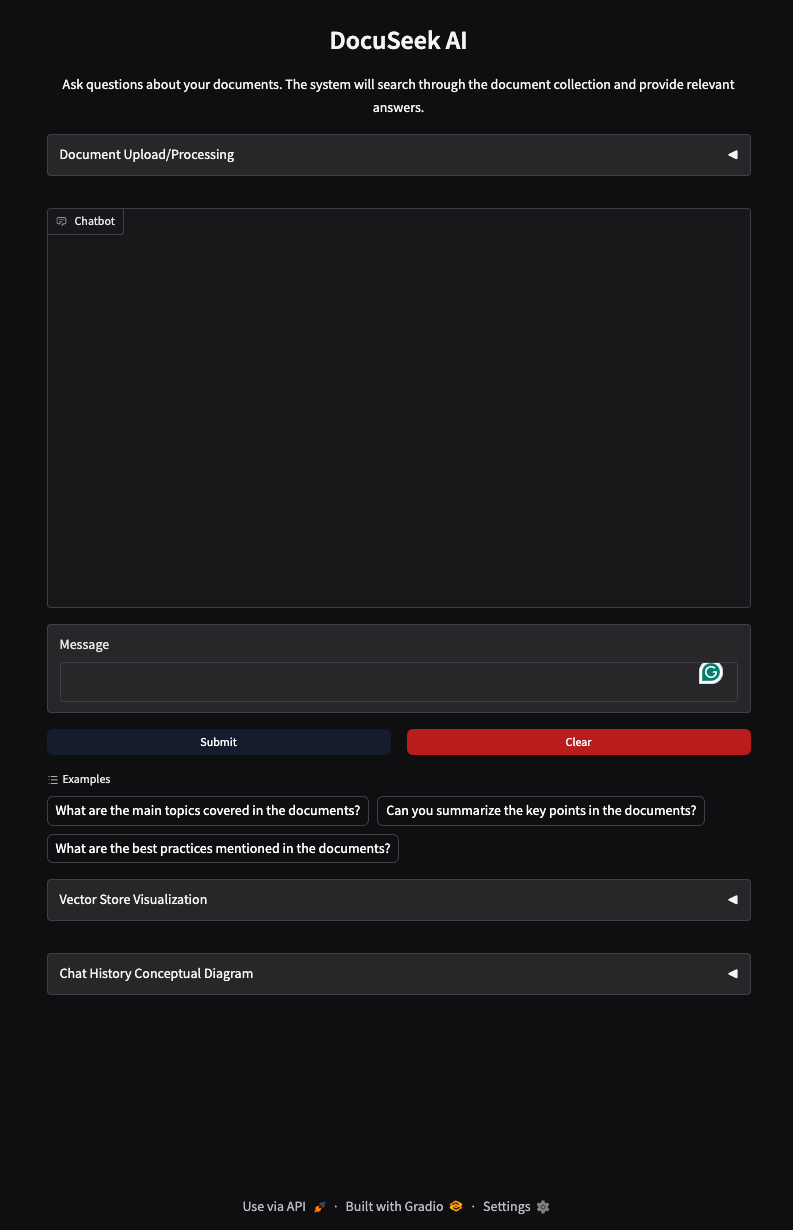 DocuSeek AI
Ask questions about your documents. The system will search through the document collection and provide relevant
answers.
Document Upload/Processing
Chatbot
Message
Submit
Clear
Examples
What are the main topics covered in the documents?
Can you summarize the key points in the documents?
What are the best practices mentioned in the documents?
Vector Store Visualization
Chat History Conceptual Diagram
Use via API · Built with Gradio · Settings